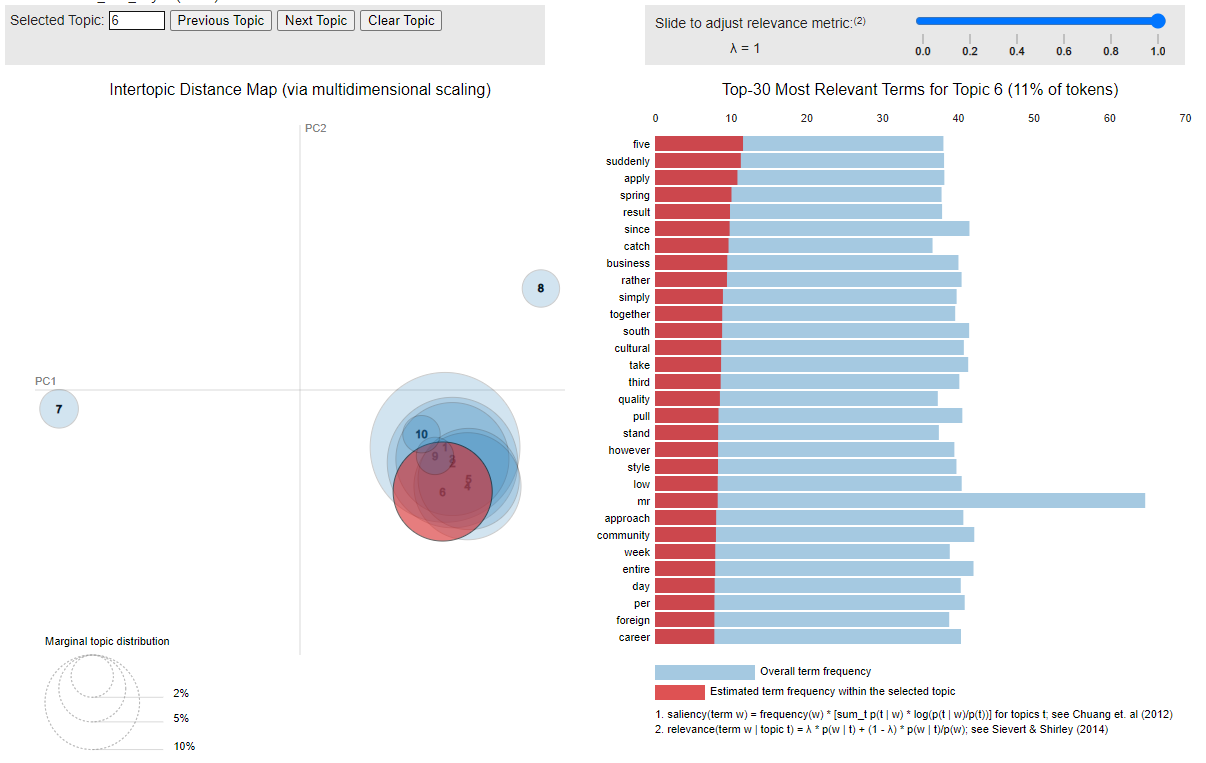 Selected Topic: 6 Previous Topic Next Topic Clear Topic
Slide to adjust relevance metric:(2)
λ = 1
0.0 0.2 0.4 0.6 0.8 1.0
Intertopic Distance Map (via multidimensional scaling)
PC2
PC1
8
7
10
1
9
3
2
5
4
6
Marginal topic distribution
2%
5%
10%
Top-30 Most Relevant Terms for Topic 6 (11% of tokens)
0 10 20 30 40 50 60 70
five
suddenly
apply
spring
result
since
catch
business
rather
simply
together
south
cultural
take
third
quality
pull
stand
however
style
low
mr
approach
community
week
entire
day
per
foreign
career
Overall term frequency
Estimated term frequency within the selected topic
1. saliency(term w) = frequency(w) * [sum_t p(t | w) * log(p(t | w)/p(t))] for topics t; see Chuang et. al (2012)
2. relevance(term w | topic t) = λ * p(w | t) + (1 - λ) * p(w | t)/p(w); see Sievert & Shirley (2014)